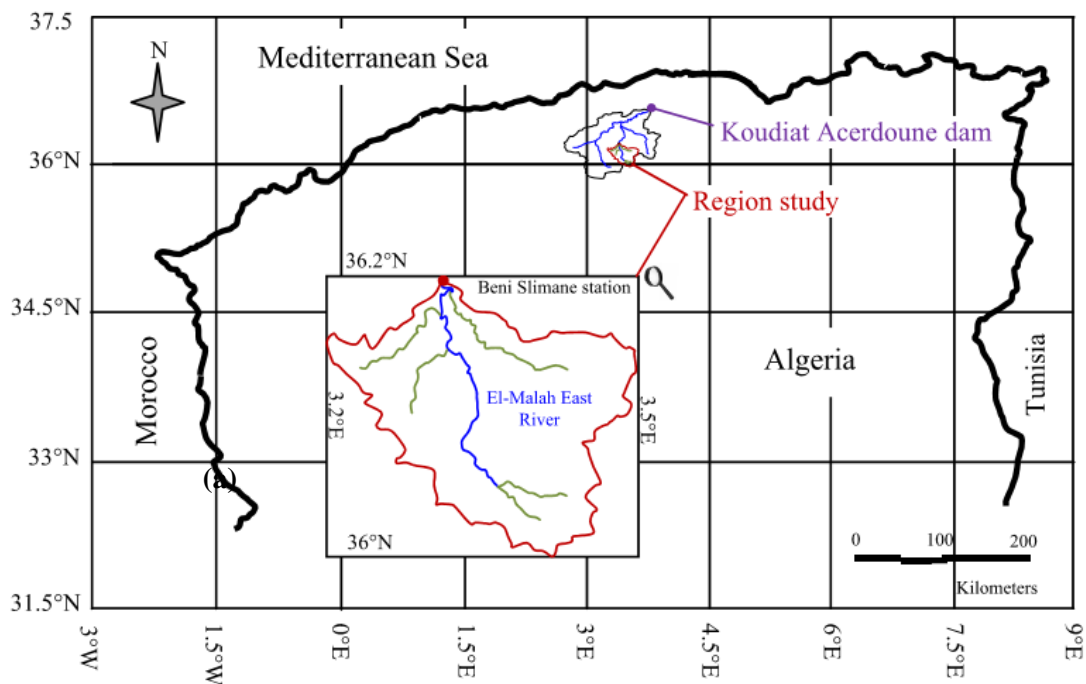 37.5
N
Mediterranean Sea
Koudiat Acerdoune dam
36°N
Region study
36.2°N
Beni Slimane station
34.5°N
Morocco
Algeria
Tunisia
3.2°E
El-Malah East
River
3.5°E
33°N
(a)
36°N
0
100
200
Kilometers
31.5°N
3°W
1.5°W
0°E
1.5°E
3°E
4.5°E
6°E
7.5°E
9°E